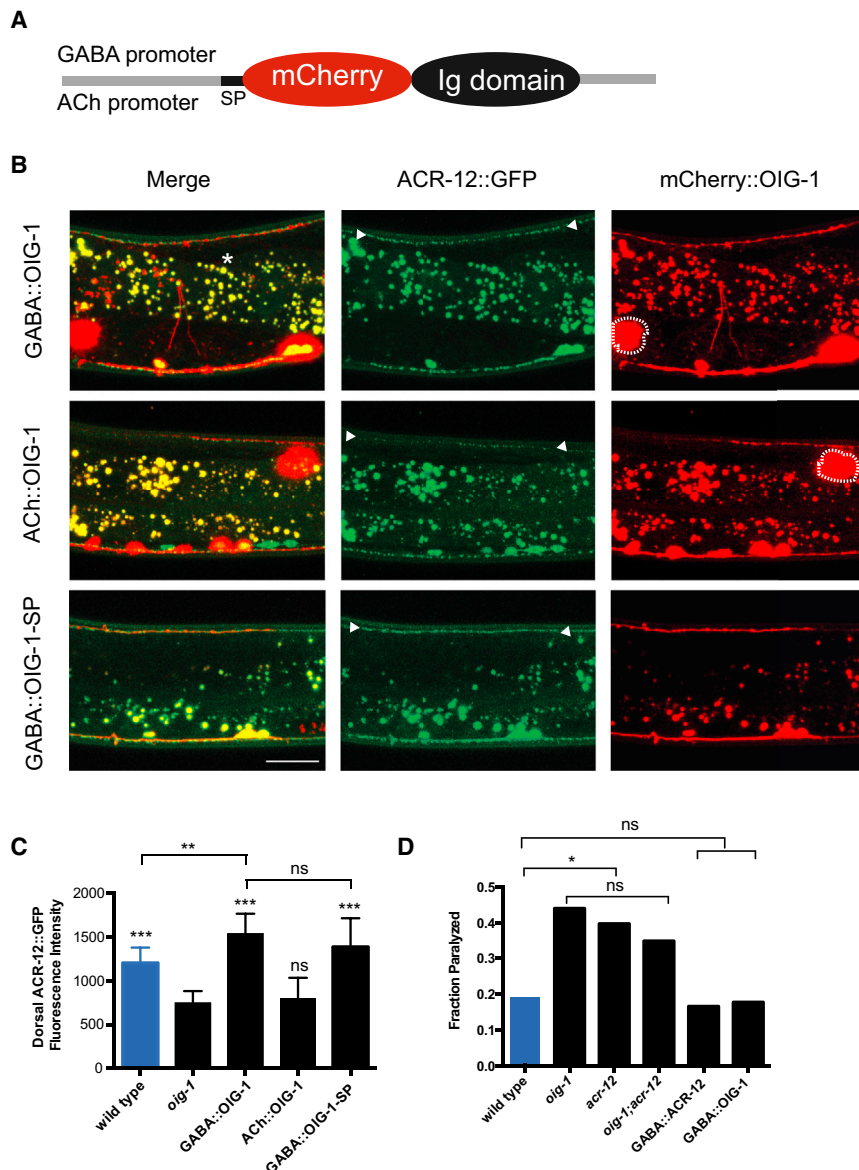 A
GABA promoter
ACh promoter
SP
mCherry
Ig domain
B
Merge
ACR-12::GFP
mCherry::OIG-1
GABA::OIG-1
*
ACh::OIG-1
GABA::OIG-1-SP
C
**
ns
***
***
ns
***
Dorsal ACR-12::GFP
Fluorescence Intensity
2000
1500
1000
500
0
wild type
oig-1
GABA::OIG-1
ACh::OIG-1
GABA::OIG-1-SP
D
ns
*
ns
Fraction Paralyzed
0.5
0.4
0.3
0.2
0.1
0.0
wild type
oig-1
acr-12
oig-1;acr-12
GABA::ACR-12
GABA::OIG-1